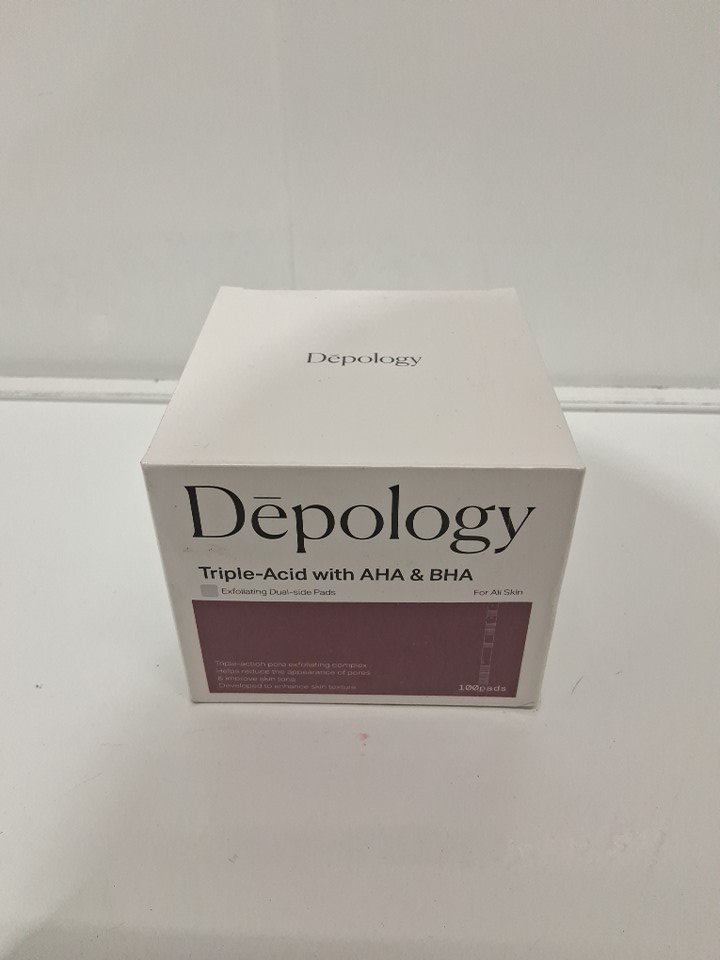 Dēpology
Dēpology
Triple-Acid with AHA & BHA
Exfoliating Dual-side Pads
For All Skin
Triple-action pore exfoliating complex
Helps reduce the appearance of pores
& improve skin tone
Developed to enhance skin texture
100pads